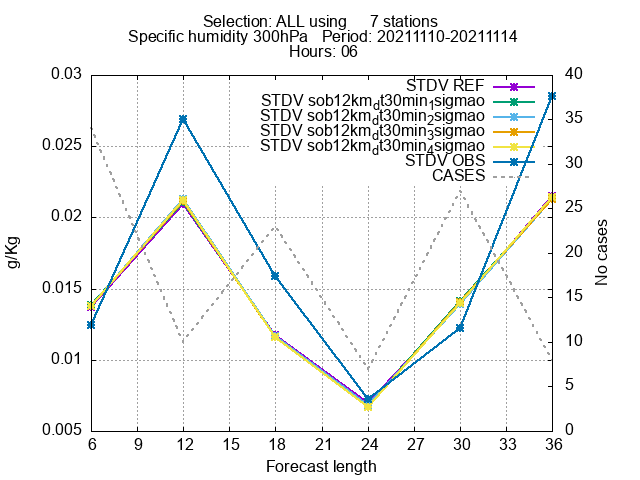 Selection: ALL using 7 stations
Specific humidity 300hPa Period: 20211110-20211114
Hours: 06
0.03
0.025
0.02
0.015
0.01
0.005
g/Kg
STDV REF
STDV sob12km_dt30min_1sigmao
STDV sob12km_dt30min_2sigmao
STDV sob12km_dt30min_3sigmao
STDV sob12km_dt30min_4sigmao
STDV OBS
CASES
40
35
30
25
20
15
10
5
0
No cases
6 9 12 15 18 21 24 27 30 33 36
Forecast length